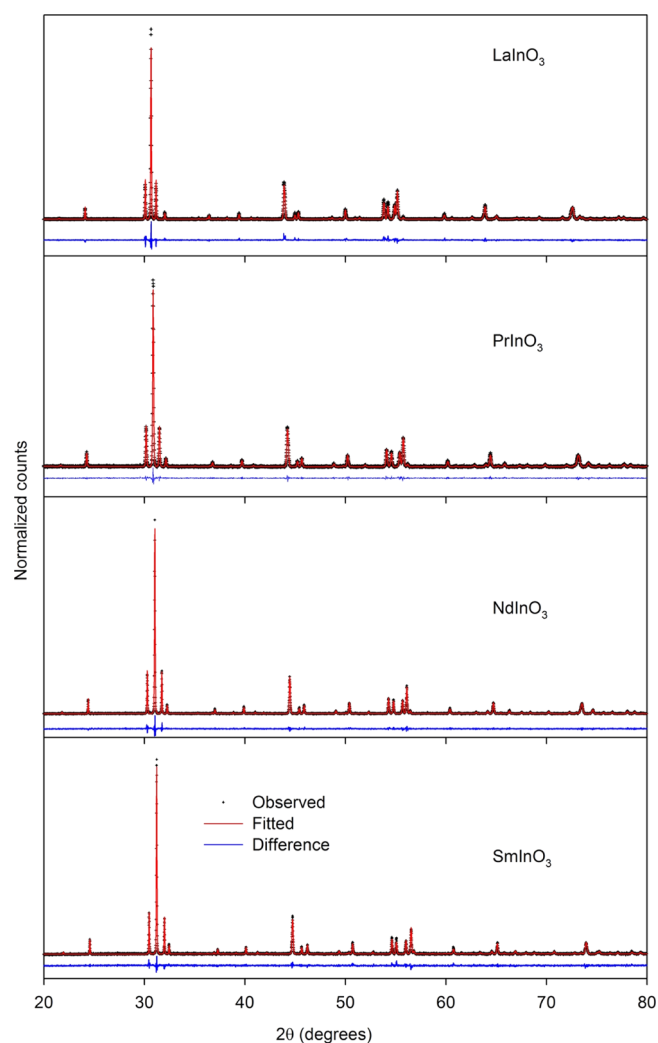 LaInO₃
PrInO₃
Normalized counts
NdInO₃
Observed
Fitted
Difference
SmInO₃
20 30 40 50 60 70 80
2θ (degrees)